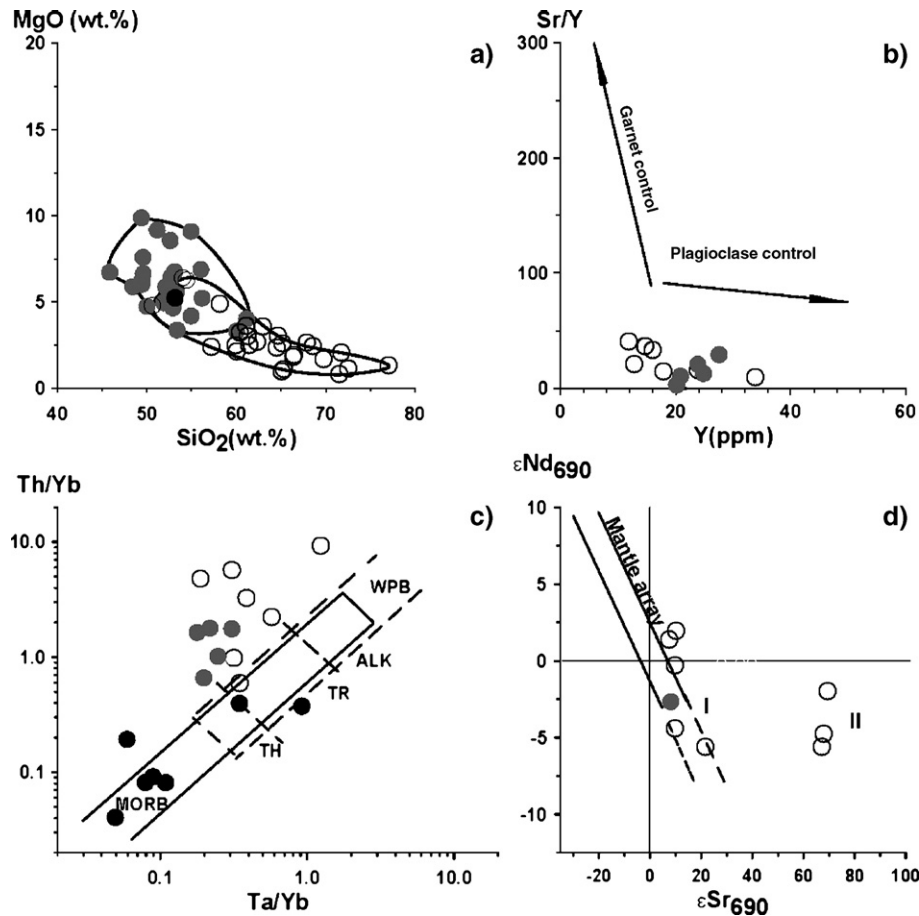 MgO (wt.%)
a)
20
15
10
5
0
40 50 60 70 80
SiO2(wt.%)
Sr/Y
b)
300
200
100
0
0 20 40 60
Y(ppm)
Garnet control
Plagioclase control
Th/Yb
c)
10.0
1.0
0.1
0.1 1.0 10.0
Ta/Yb
WPB
ALK
TR
TH
MORB
εNd690
d)
10
5
0
-5
-10
-20 0 20 40 60 80 100
εSr690
Mantle array
I
II